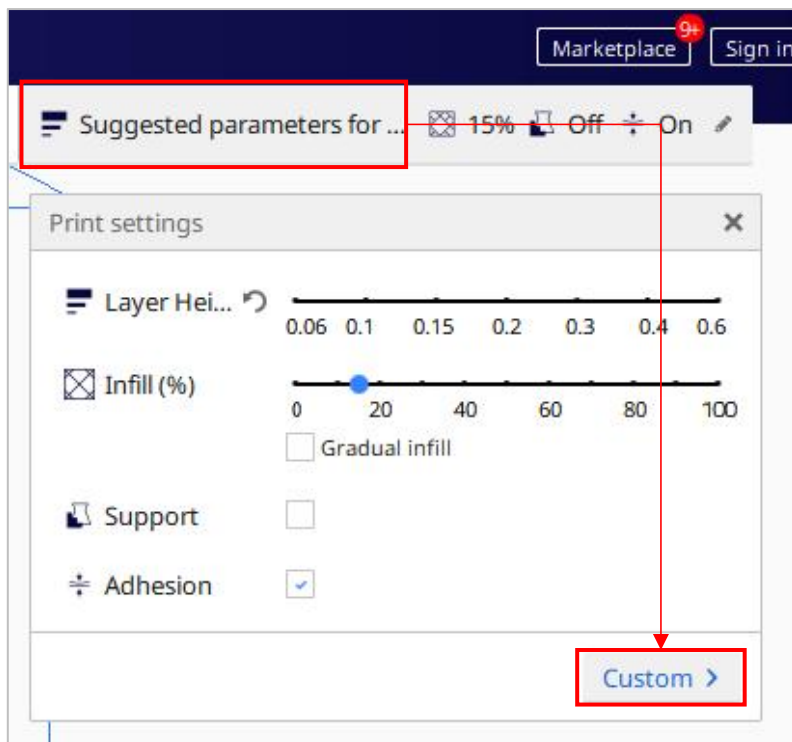 Marketplace 9+ Sign in
Suggested parameters for ... 15% Off On
Print settings
Layer Hei...
0.06 0.1 0.15 0.2 0.3 0.4 0.6
Infill (%)
0 20 40 60 80 100
Gradual infill
Support
Adhesion
Custom